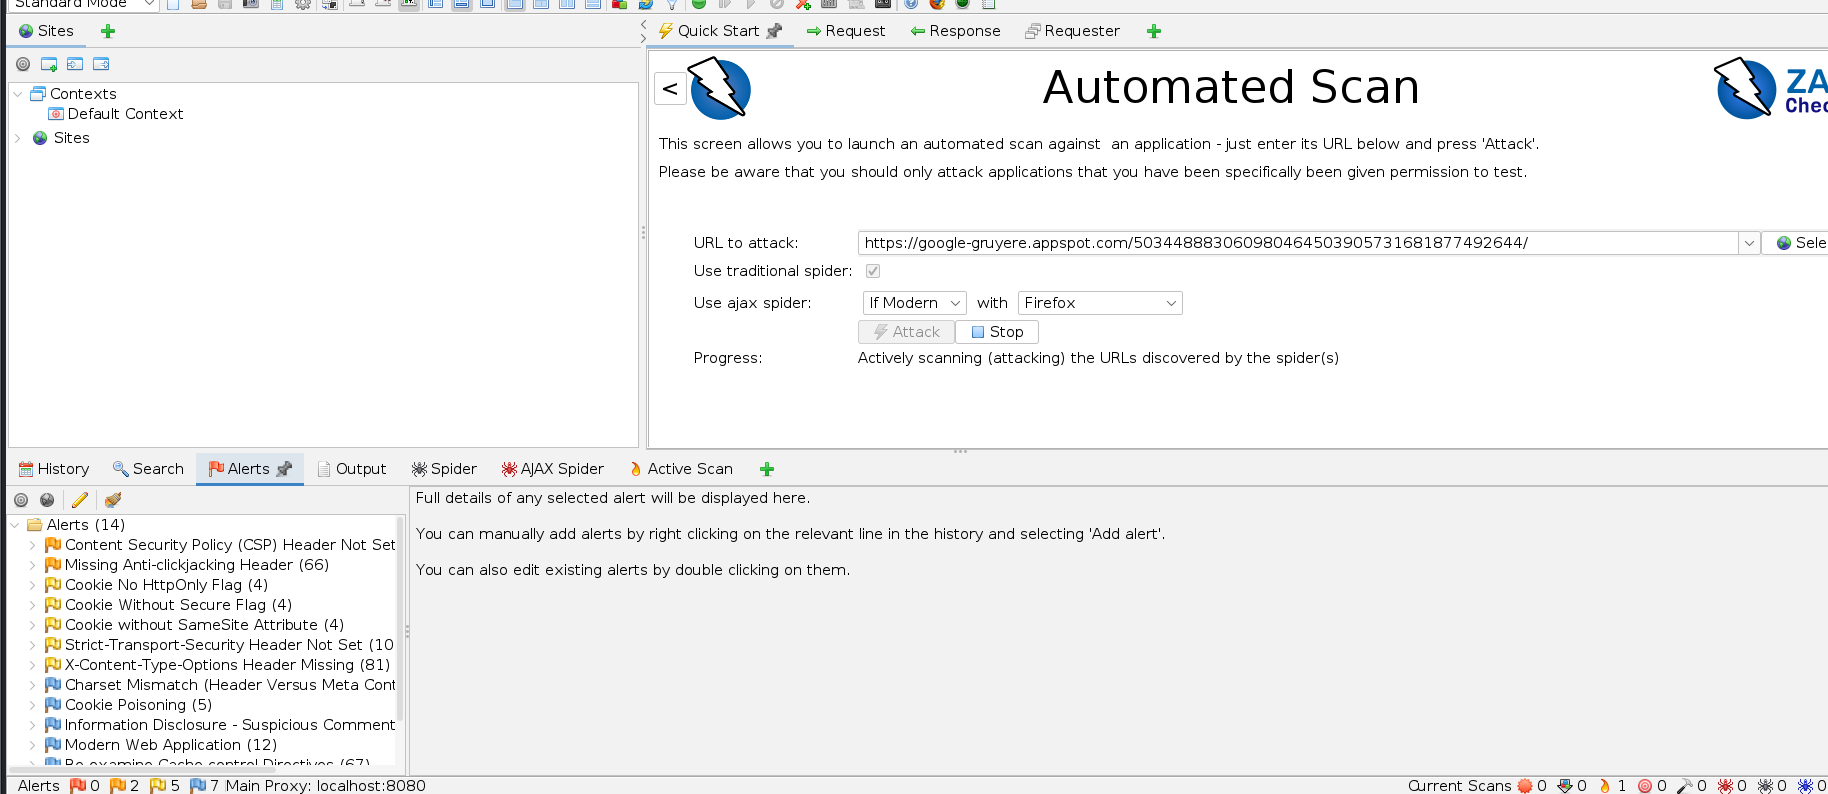 Standard Mode
Sites
Quick Start
Request
Response
Requester
Contexts
Default Context
Sites
<
Automated Scan
ZA
Chec
This screen allows you to launch an automated scan against  an application - just enter its URL below and press 'Attack'.
Please be aware that you should only attack applications that you have been specifically been given permission to test.
URL to attack:
https://google-gruyere.appspot.com/503448883060980464503905731681877492644/
Sele
Use traditional spider:
Use ajax spider:
If Modern
with
Firefox
Attack
Stop
Progress:
Actively scanning (attacking) the URLs discovered by the spider(s)
History
Search
Alerts
Output
Spider
AJAX Spider
Active Scan
Alerts (14)
Content Security Policy (CSP) Header Not Set
Missing Anti-clickjacking Header (66)
Cookie No HttpOnly Flag (4)
Cookie Without Secure Flag (4)
Cookie without SameSite Attribute (4)
Strict-Transport-Security Header Not Set (10
X-Content-Type-Options Header Missing (81)
Charset Mismatch (Header Versus Meta Cont
Cookie Poisoning (5)
Information Disclosure - Suspicious Comment
Modern Web Application (12)
Re-examine Cache-control Directives (67)
Full details of any selected alert will be displayed here.
You can manually add alerts by right clicking on the relevant line in the history and selecting 'Add alert'.
You can also edit existing alerts by double clicking on them.
Alerts 0 2 5 7 Main Proxy: localhost:8080
Current Scans 0 0 1 0 0 0 0 0